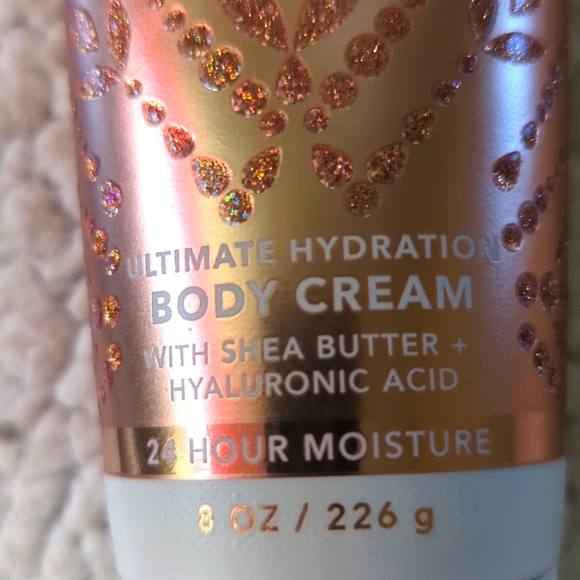 ULTIMATE HYDRATION
BODY CREAM
WITH SHEA BUTTER +
HYALURONIC ACID
24 HOUR MOISTURE
8 OZ / 226 g